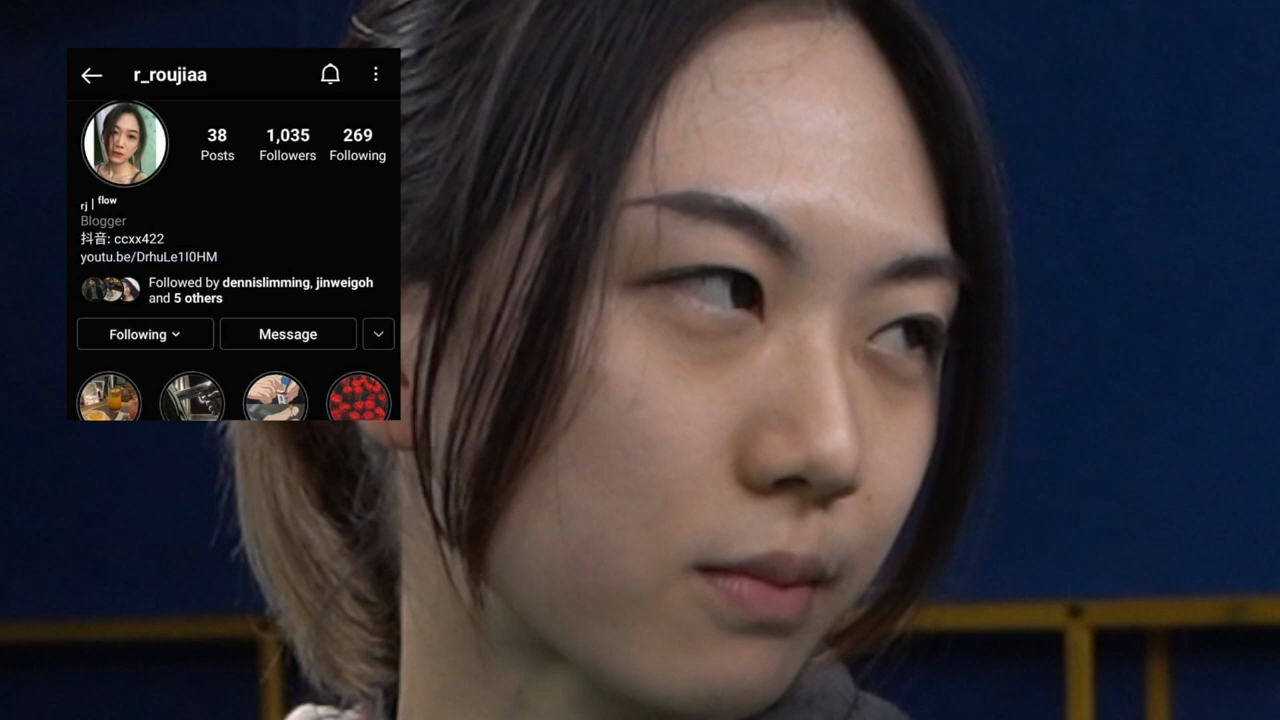 r_roujiaa
38 1,035 269
Posts Followers Following
rj | flow
Blogger
抖音: ccxx422
youtu.be/DrhuLe1I0HM
Followed by dennislimming, jinweigoh
and 5 others
Following Message